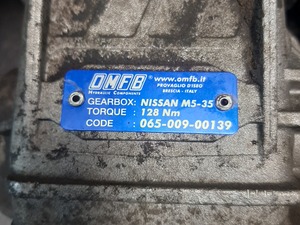 OMFB ®
HYDRAULIC COMPONENTS
www.omfb.it
PROVAGLIO D'ISEO
BRESCIA - ITALY
GEARBOX: NISSAN M5-35
TORQUE : 128 Nm
CODE : 065-009-00139